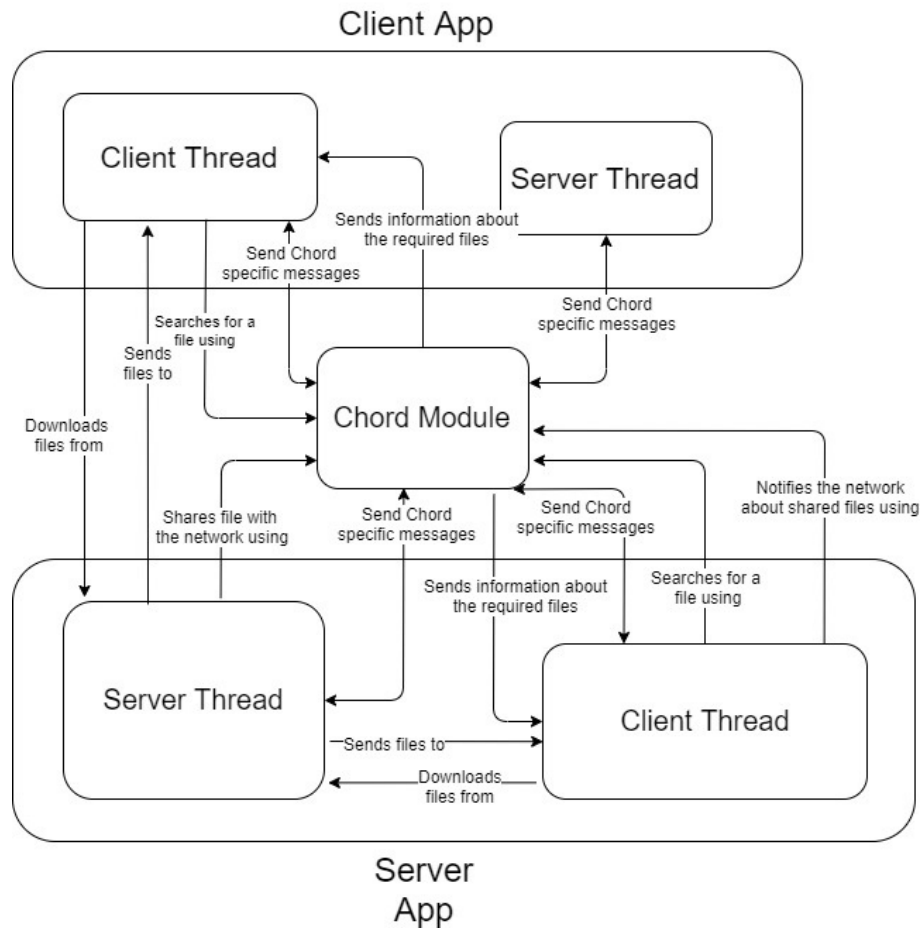 Client App
Client Thread
Server Thread
Sends information about
the required files
Send Chord
specific messages
Send Chord
specific messages
Searches for a
file using
Sends
files to
Chord Module
Downloads
files from
Notifies the network
about shared files using
Shares file with
the network using
Send Chord
specific messages
Send Chord
specific messages
Sends information about
the required files
Searches for a
file using
Server Thread
Client Thread
Sends files to
Downloads
files from
Server
App